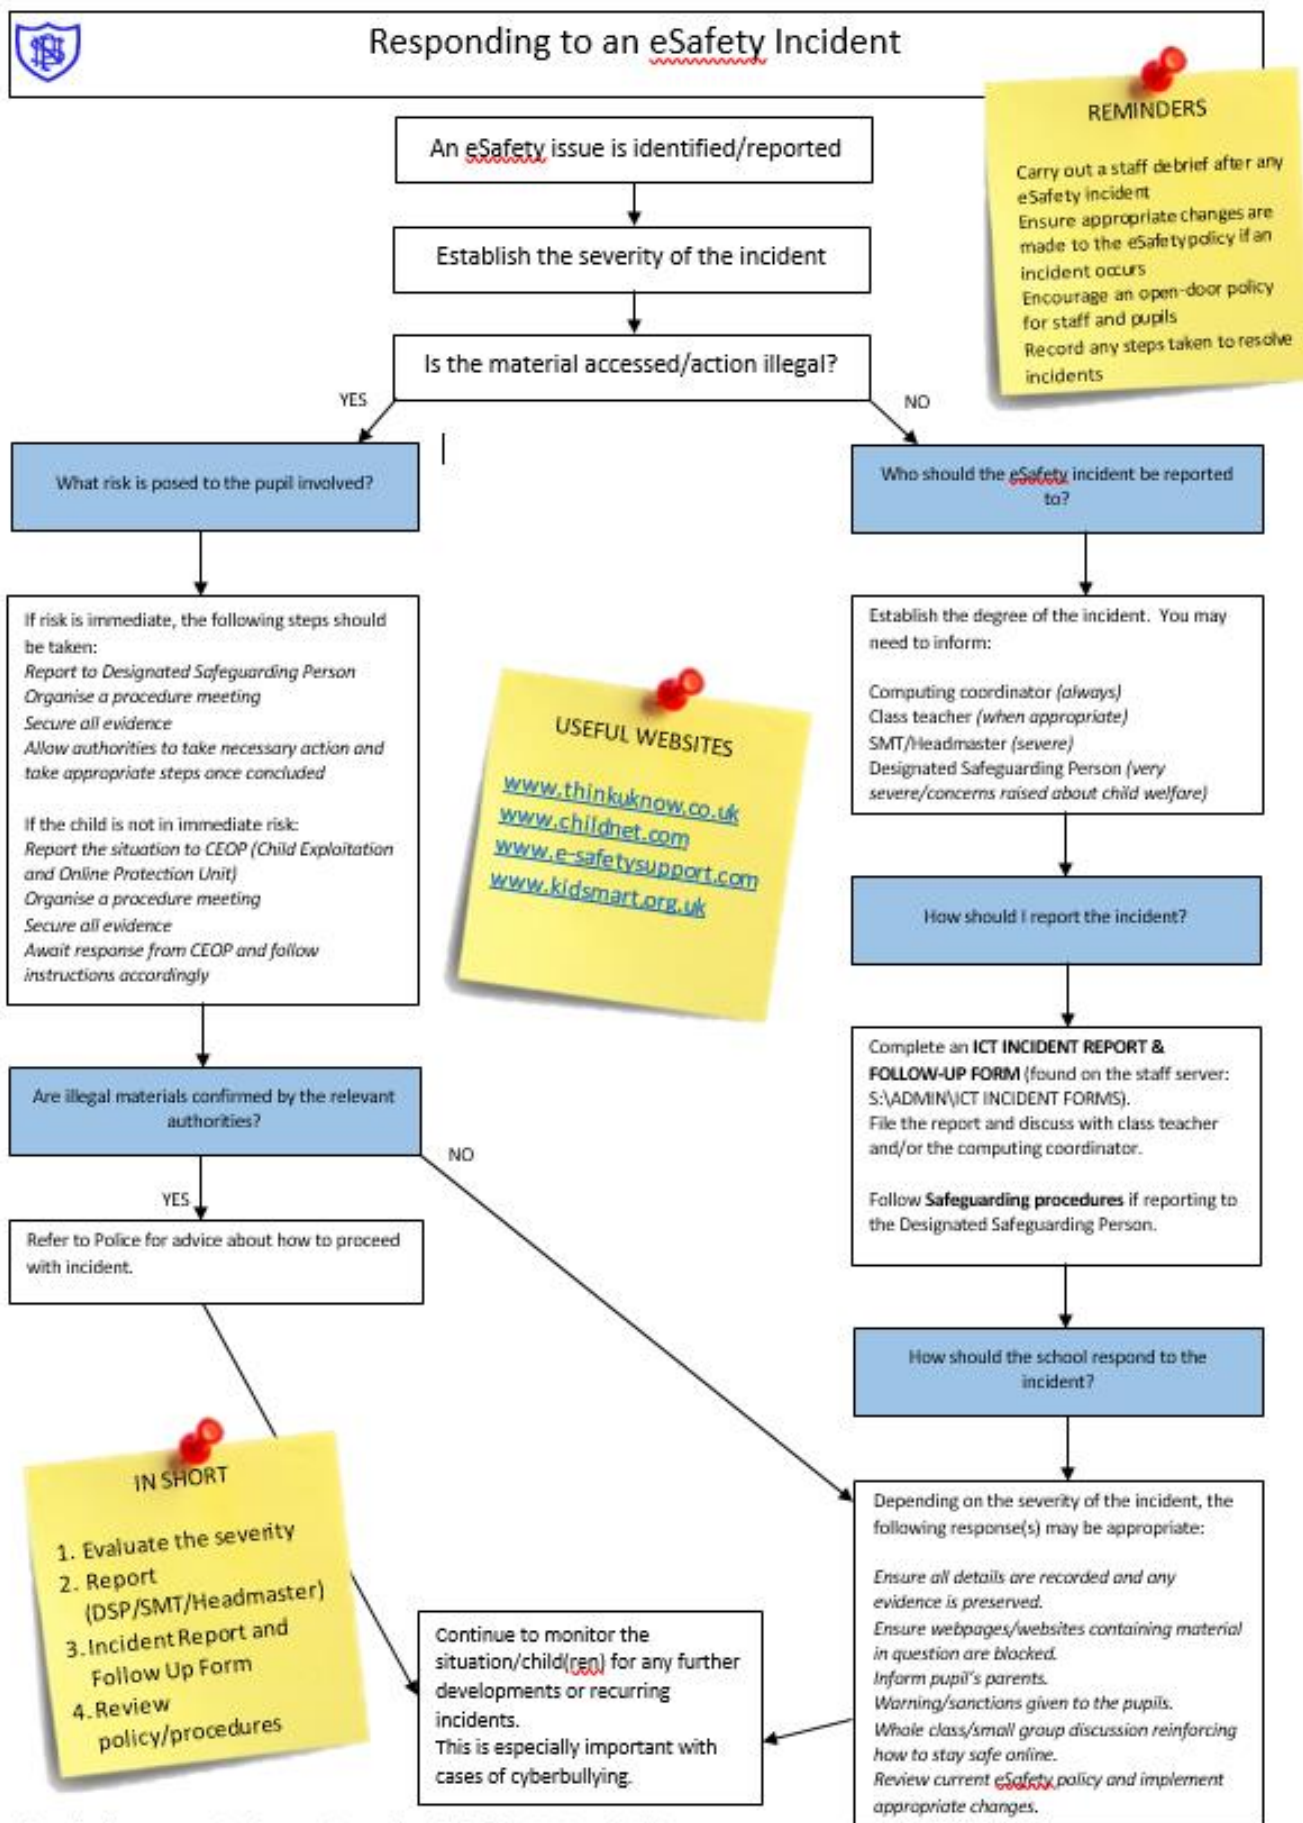 Responding to an eSafety Incident
REMINDERS
Carry out a staff debrief after any
eSafety incident
Ensure appropriate changes are
made to the eSafety policy if an
incident occurs
Encourage an open-door policy
for staff and pupils
Record any steps taken to resolve
incidents
An eSafety issue is identified/reported
Establish the severity of the incident
Is the material accessed/action illegal?
YES
NO
What risk is posed to the pupil involved?
Who should the eSafety incident be reported
to?
If risk is immediate, the following steps should
be taken:
Report to Designated Safeguarding Person
Organise a procedure meeting
Secure all evidence
Allow authorities to take necessary action and
take appropriate steps once concluded
If the child is not in immediate risk:
Report the situation to CEOP (Child Exploitation
and Online Protection Unit)
Organise a procedure meeting
Secure all evidence
Await response from CEOP and follow
instructions accordingly
Establish the degree of the incident. You may
need to inform:
Computing coordinator (always)
Class teacher (when appropriate)
SMT/Headmaster (severe)
Designated Safeguarding Person (very
severe/concerns raised about child welfare)
USEFUL WEBSITES
www.thinkuknow.co.uk
www.childnet.com
www.e-safetysupport.com
www.kidsmart.org.uk
How should I report the incident?
Complete an ICT INCIDENT REPORT &
FOLLOW-UP FORM (found on the staff server:
S:\ADMIN\ICT INCIDENT FORMS).
File the report and discuss with class teacher
and/or the computing coordinator.
Follow Safeguarding procedures if reporting to
the Designated Safeguarding Person.
Are illegal materials confirmed by the relevant
authorities?
NO
YES
Refer to Police for advice about how to proceed
with incident.
How should the school respond to the
incident?
IN SHORT
1. Evaluate the severity
2. Report
(DSP/SMT/Headmaster)
3. Incident Report and
Follow Up Form
4. Review
policy/procedures
Continue to monitor the
situation/child(ren) for any further
developments or recurring
incidents.
This is especially important with
cases of cyberbullying.
Depending on the severity of the incident, the
following response(s) may be appropriate:
Ensure all details are recorded and any
evidence is preserved.
Ensure webpages/websites containing material
in question are blocked.
Inform pupil's parents.
Warning/sanctions given to the pupils.
Whole class/small group discussion reinforcing
how to stay safe online.
Review current eSafety policy and implement
appropriate changes.